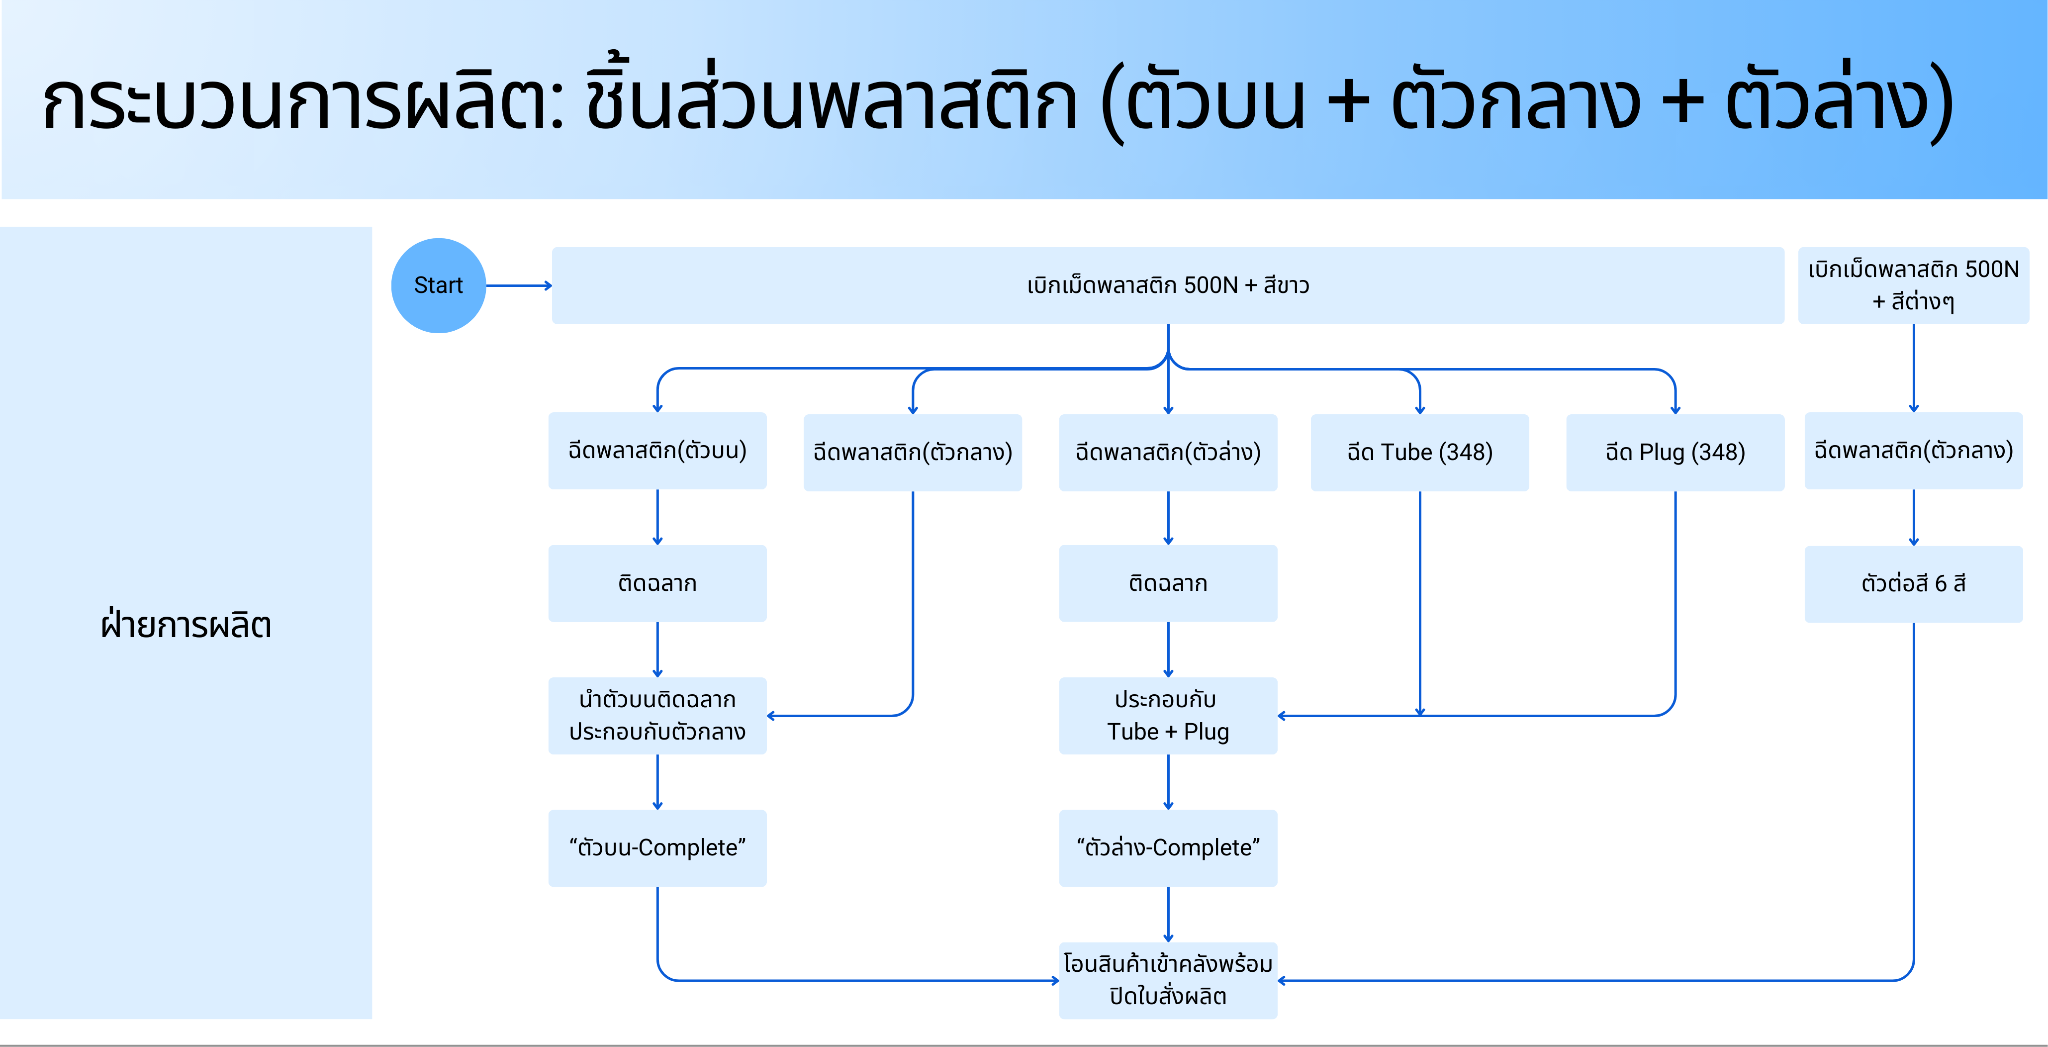 กระบวนการผลิต: ชิ้นส่วนพลาสติก (ตัวบน + ตัวกลาง + ตัวล่าง)
ฝ่ายการผลิต
Start
เบิกเม็ดพลาสติก 500N + สีขาว
เบิกเม็ดพลาสติก 500N
+ สีต่างๆ
ฉีดพลาสติก(ตัวบน)
ฉีดพลาสติก(ตัวกลาง)
ฉีดพลาสติก(ตัวล่าง)
ฉีด Tube (348)
ฉีด Plug (348)
ฉีดพลาสติก(ตัวกลาง)
ติดฉลาก
ติดฉลาก
ตัวต่อสี 6 สี
นำตัวบนติดฉลาก
ประกอบกับตัวกลาง
ประกอบกับ
Tube + Plug
“ตัวบน-Complete”
“ตัวล่าง-Complete”
โอนสินค้าเข้าคลังพร้อม
ปิดใบสั่งผลิต